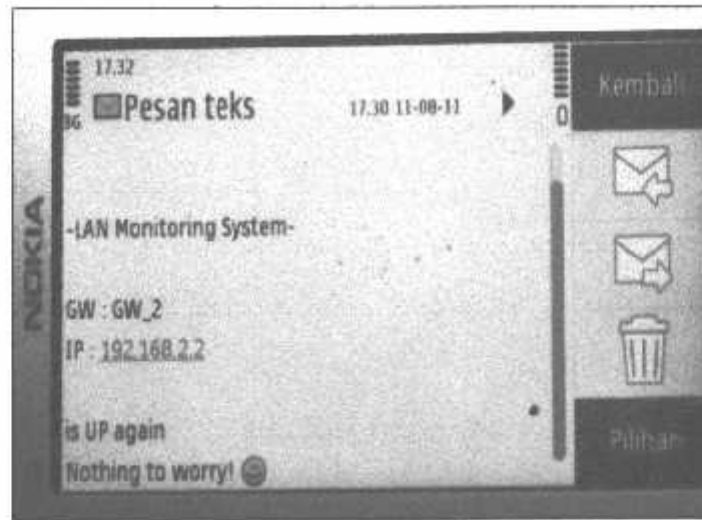 17.32
Kembali
3G Pesan teks 17.30 11-08-11
-LAN Monitoring System-
NOKIA
GW : GW_2
IP : 192.168.2.2
is UP again
Pilihan
Nothing to worry!